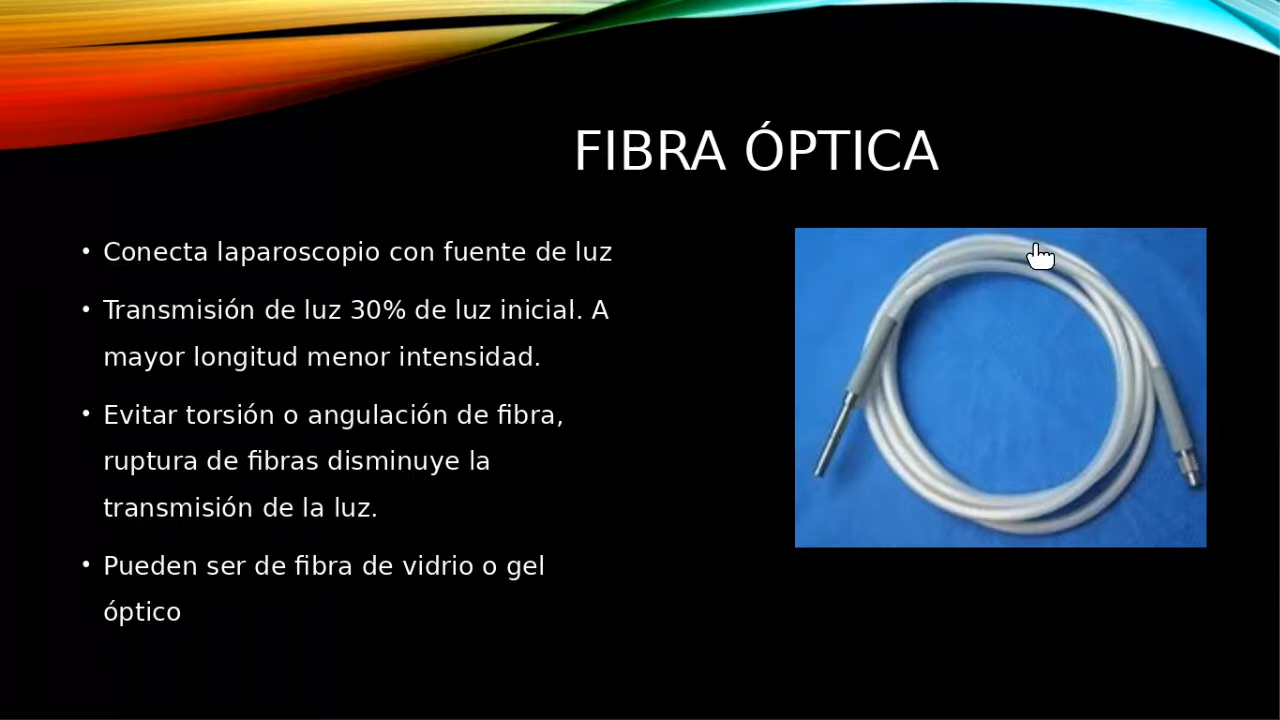 FIBRA ÓPTICA
• Conecta laparoscopio con fuente de luz
• Transmisión de luz 30% de luz inicial. A
mayor longitud menor intensidad.
• Evitar torsión o angulación de fibra,
ruptura de fibras disminuye la
transmisión de la luz.
• Pueden ser de fibra de vidrio o gel
óptico